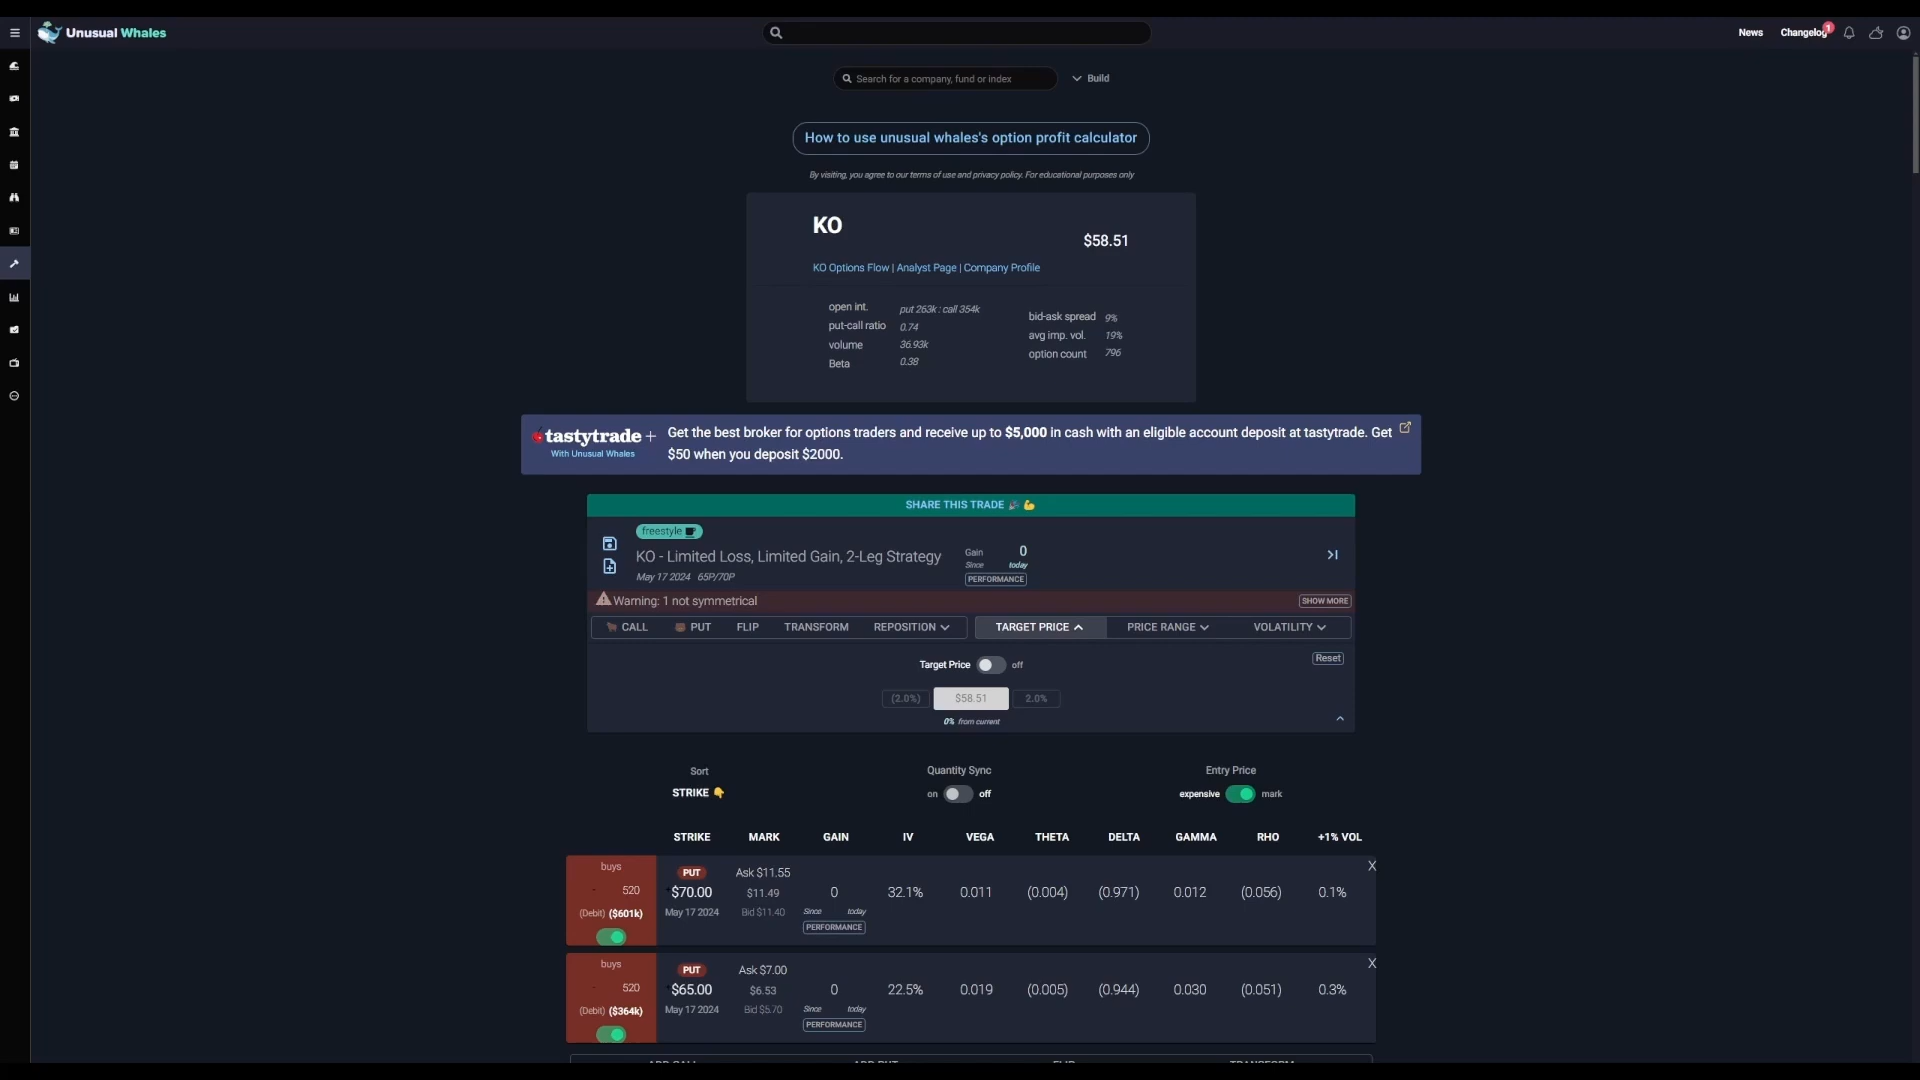 Unusual Whales
News
Changelog
1
Search for a company, fund or index
Build
How to use unusual whales's option profit calculator
By visiting, you agree to our terms of use and privacy policy. For educational purposes only
KO
$58.51
KO Options Flow | Analyst Page | Company Profile
open int. put 263k : call 354k
put-call ratio 0.74
volume 36.93k
Beta 0.38
bid-ask spread 9%
avg imp. vol. 19%
option count 796
tastytrade +
With Unusual Whales
Get the best broker for options traders and receive up to $5,000 in cash with an eligible account deposit at tastytrade. Get
$50 when you deposit $2000.
SHARE THIS TRADE 🎉 💪
freestyle
KO - Limited Loss, Limited Gain, 2-Leg Strategy
May 17 2024 65P/70P
Gain 0
Since today
PERFORMANCE
Warning: 1 not symmetrical
SHOW MORE
CALL PUT FLIP TRANSFORM REPOSITION TARGET PRICE PRICE RANGE VOLATILITY
Target Price off
Reset
(2.0%) $58.51 2.0%
0% from current
Sort
STRIKE 👇
Quantity Sync
on off
Entry Price
expensive mark
STRIKE MARK GAIN IV VEGA THETA DELTA GAMMA RHO +1% VOL
buys
- 520
(Debit) ($601k)
PUT
$70.00
May 17 2024
Ask $11.55
$11.49
Bid $11.40
0
Since today
PERFORMANCE
32.1% 0.011 (0.004) (0.971) 0.012 (0.056) 0.1%
X
buys
- 520
(Debit) ($364k)
PUT
$65.00
May 17 2024
Ask $7.00
$6.53
Bid $5.70
0
Since today
PERFORMANCE
22.5% 0.019 (0.005) (0.944) 0.030 (0.051) 0.3%
X
ADD CALL ADD PUT FLIP TRANSFORM